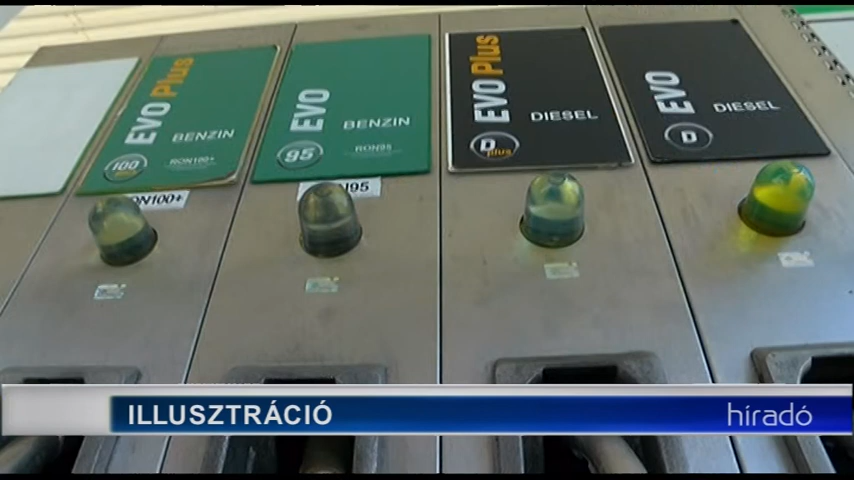 EVO Plus
BENZIN
100 plus
RON100+
EVO
BENZIN
95
RON95
EVO Plus
DIESEL
D plus
EVO
DIESEL
D
RON100+
N95
ILLUSZTRÁCIÓ
híradó